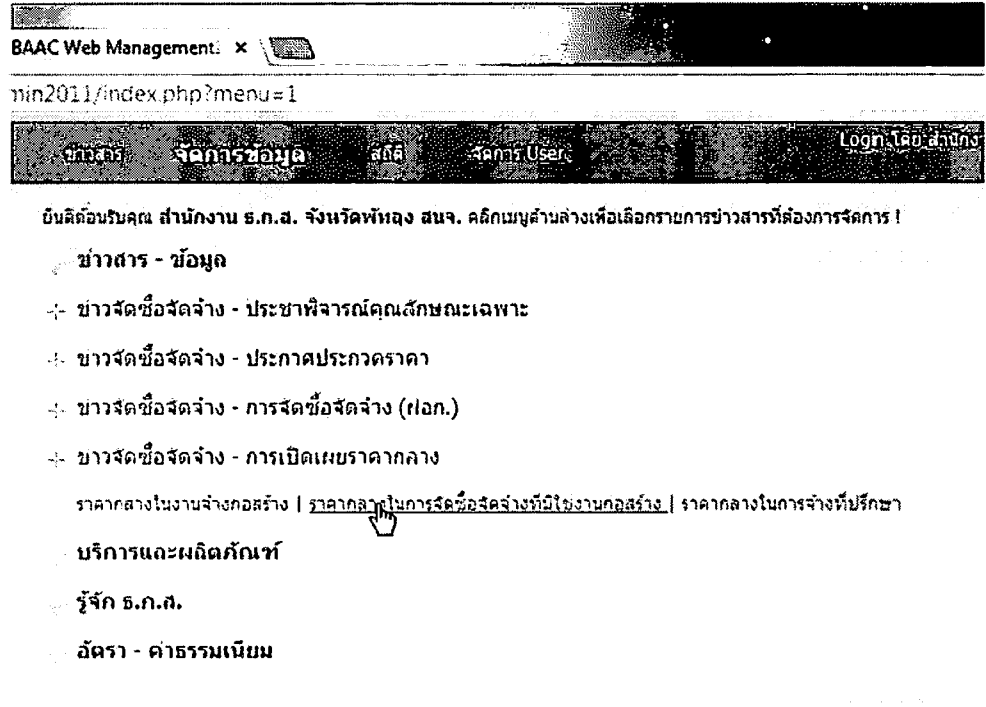 BAAC Web Management
min2011/index.php?menu=1
ข่าวสาร จัดการข้อมูล สถิติ จัดการ User Login โดย สำนักง
ยินดีต้อนรับคุณ สำนักงาน ธ.ก.ส. จังหวัดพัทลุง สนจ. คลิกเมนูด้านล่างเพื่อเลือกรายการข่าวสารที่ต้องการจัดการ !
ข่าวสาร - ข้อมูล
ข่าวจัดซื้อจัดจ้าง - ประชาพิจารณ์คุณลักษณะเฉพาะ
ข่าวจัดซื้อจัดจ้าง - ประกาศประกวดราคา
ข่าวจัดซื้อจัดจ้าง - การจัดซื้อจัดจ้าง (ฝอก.)
ข่าวจัดซื้อจัดจ้าง - การเปิดเผยราคากลาง
ราคากลางในงานจ้างก่อสร้าง | ราคากลางในการจัดซื้อจัดจ้างที่มิใช่งานก่อสร้าง | ราคากลางในการจ้างที่ปรึกษา
บริการและผลิตภัณฑ์
รู้จัก ธ.ก.ส.
อัตรา - ค่าธรรมเนียม